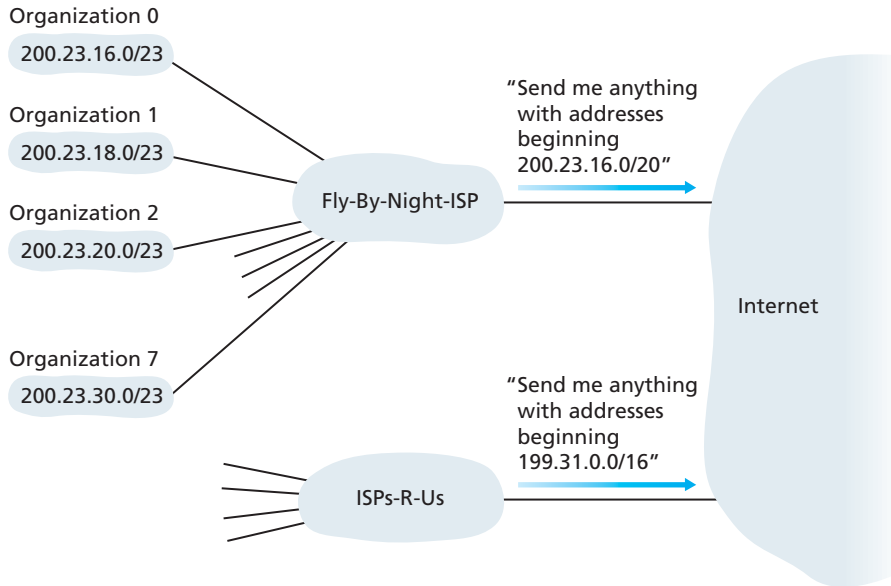 Organization 0
200.23.16.0/23
Organization 1
200.23.18.0/23
Organization 2
200.23.20.0/23
Organization 7
200.23.30.0/23
Fly-By-Night-ISP
“Send me anything
with addresses
beginning
200.23.16.0/20”
Internet
ISPs-R-Us
“Send me anything
with addresses
beginning
199.31.0.0/16”